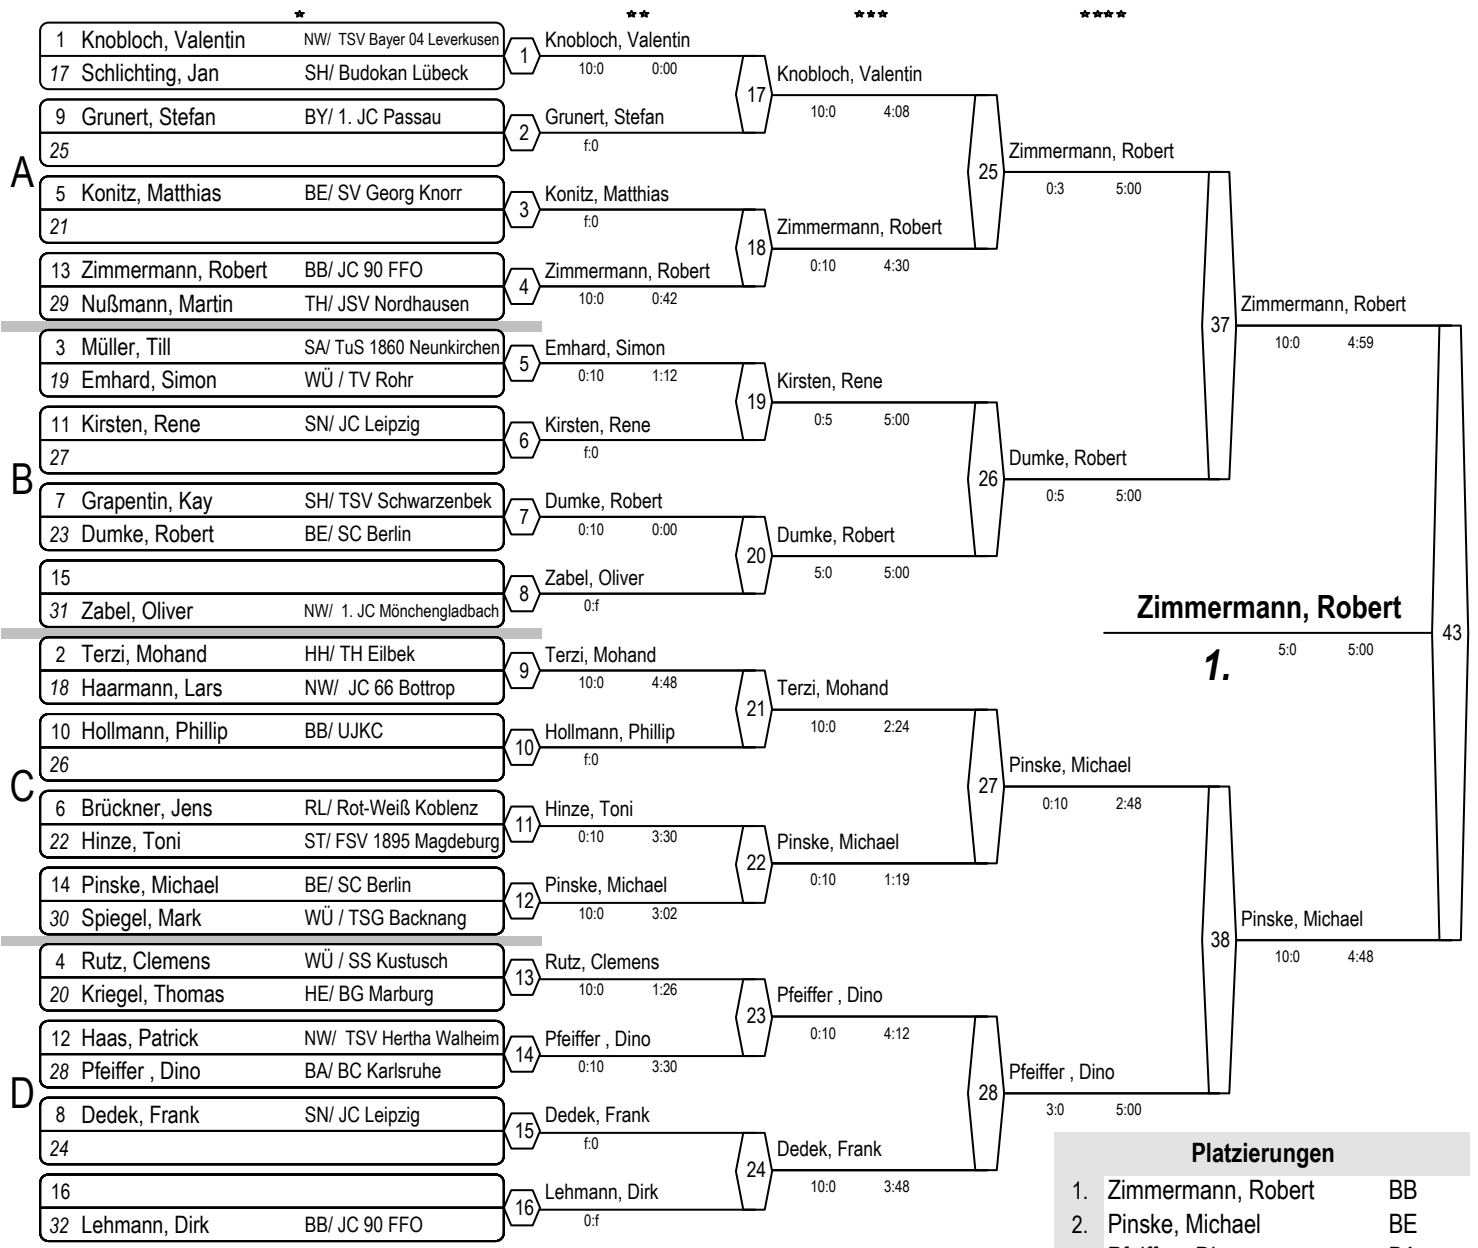 * ** *** ****
A
1 Knobloch, Valentin NW/ TSV Bayer 04 Leverkusen
17 Schlichting, Jan SH/ Budokan Lübeck
9 Grunert, Stefan BY/ 1. JC Passau
25
5 Konitz, Matthias BE/ SV Georg Knorr
21
13 Zimmermann, Robert BB/ JC 90 FFO
29 Nußmann, Martin TH/ JSV Nordhausen
B
3 Müller, Till SA/ TuS 1860 Neunkirchen
19 Emhard, Simon WÜ / TV Rohr
11 Kirsten, Rene SN/ JC Leipzig
27
7 Grapentin, Kay SH/ TSV Schwarzenbek
23 Dumke, Robert BE/ SC Berlin
15
31 Zabel, Oliver NW/ 1. JC Mönchengladbach
C
2 Terzi, Mohand HH/ TH Eilbek
18 Haarmann, Lars NW/ JC 66 Bottrop
10 Hollmann, Phillip BB/ UJKC
26
6 Brückner, Jens RL/ Rot-Weiß Koblenz
22 Hinze, Toni ST/ FSV 1895 Magdeburg
14 Pinske, Michael BE/ SC Berlin
30 Spiegel, Mark WÜ / TSG Backnang
D
4 Rutz, Clemens WÜ / SS Kustusch
20 Kriegel, Thomas HE/ BG Marburg
12 Haas, Patrick NW/ TSV Hertha Walheim
28 Pfeiffer , Dino BA/ BC Karlsruhe
8 Dedek, Frank SN/ JC Leipzig
24
16
32 Lehmann, Dirk BB/ JC 90 FFO
1 Knobloch, Valentin
10:0 0:00
2 Grunert, Stefan
f:0
3 Konitz, Matthias
f:0
4 Zimmermann, Robert
10:0 0:42
5 Emhard, Simon
0:10 1:12
6 Kirsten, Rene
f:0
7 Dumke, Robert
0:10 0:00
8 Zabel, Oliver
0:f
9 Terzi, Mohand
10:0 4:48
10 Hollmann, Phillip
f:0
11 Hinze, Toni
0:10 3:30
12 Pinske, Michael
10:0 3:02
13 Rutz, Clemens
10:0 1:26
14 Pfeiffer , Dino
0:10 3:30
15 Dedek, Frank
f:0
16 Lehmann, Dirk
0:f
17 Knobloch, Valentin
10:0 4:08
18 Zimmermann, Robert
0:10 4:30
19 Kirsten, Rene
0:5 5:00
20 Dumke, Robert
5:0 5:00
21 Terzi, Mohand
10:0 2:24
22 Pinske, Michael
0:10 1:19
23 Pfeiffer , Dino
0:10 4:12
24 Dedek, Frank
10:0 3:48
25 Zimmermann, Robert
0:3 5:00
26 Dumke, Robert
0:5 5:00
27 Pinske, Michael
0:10 2:48
28 Pfeiffer , Dino
3:0 5:00
37 Zimmermann, Robert
10:0 4:59
38 Pinske, Michael
10:0 4:48
43
Zimmermann, Robert
1. 5:0 5:00
Platzierungen
1. Zimmermann, Robert BB
2. Pinske, Michael BE